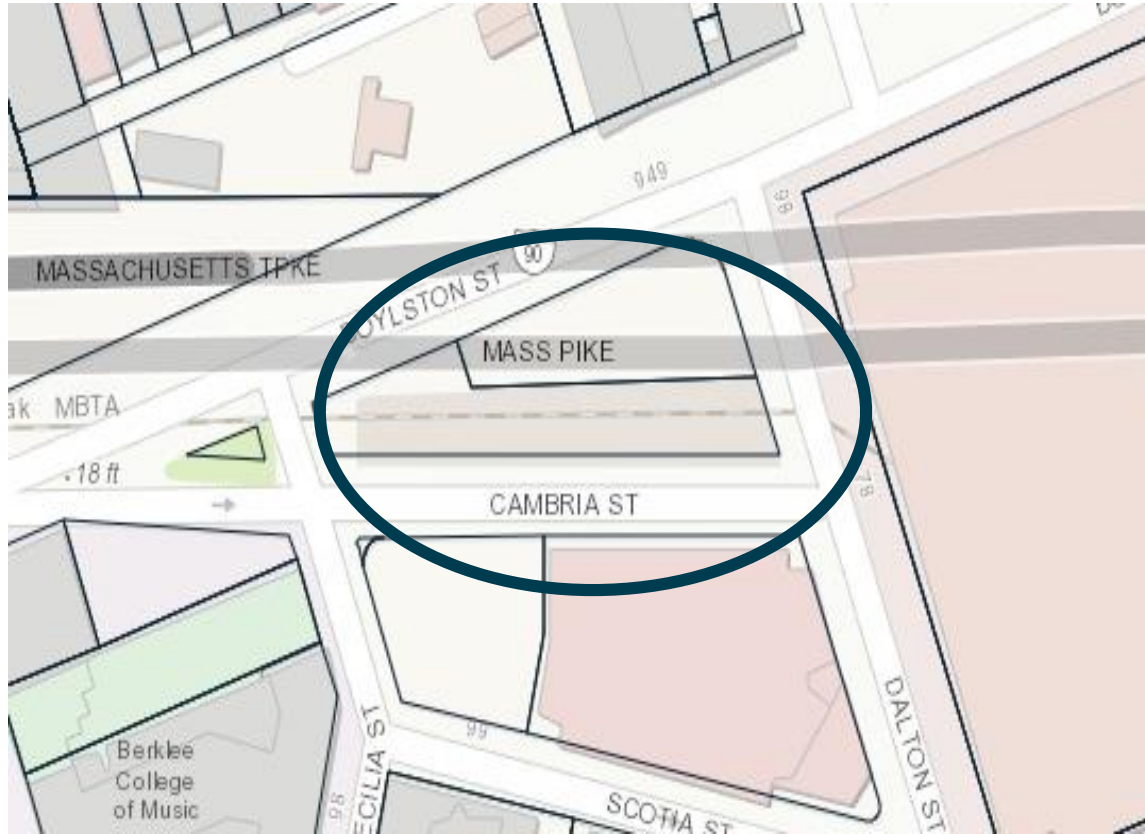 949
98
90
MASSACHUSETTS TPKE
BOYLSTON ST
MASS PIKE
MBTA
18 ft
78
CAMBRIA ST
Berklee
College
of Music
CECILIA ST
99
DALTON ST
SCOTIA ST